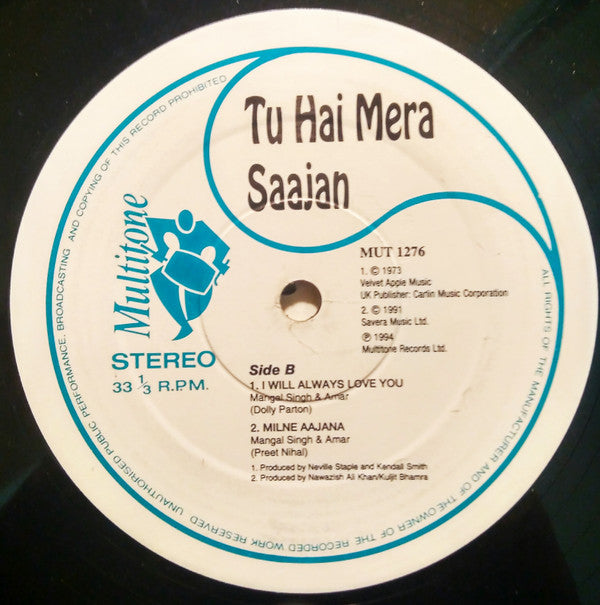 Tu Hai Mera
Saajan
Multitone
MUT 1276
1. © 1973
Velvet Apple Music
UK Publisher: Carlin Music Corporation
2. © 1991
Savera Music Ltd.
℗ 1994
Multitone Records Ltd.
STEREO
33 1/3 R.P.M.
Side B
1. I WILL ALWAYS LOVE YOU
Mangal Singh & Amar
(Dolly Parton)
2. MILNE AAJANA
Mangal Singh & Amar
(Preet Nihal)
1. Produced by Neville Staple and Kendall Smith
2. Produced by Nawazish Ali Khan/Kuljit Bhamra
ALL RIGHTS OF THE MANUFACTURER AND OF THE OWNER OF THE RECORDED WORK RESERVED UNAUTHORISED PUBLIC PERFORMANCE, BROADCASTING AND COPYING OF THIS RECORD PROHIBITED